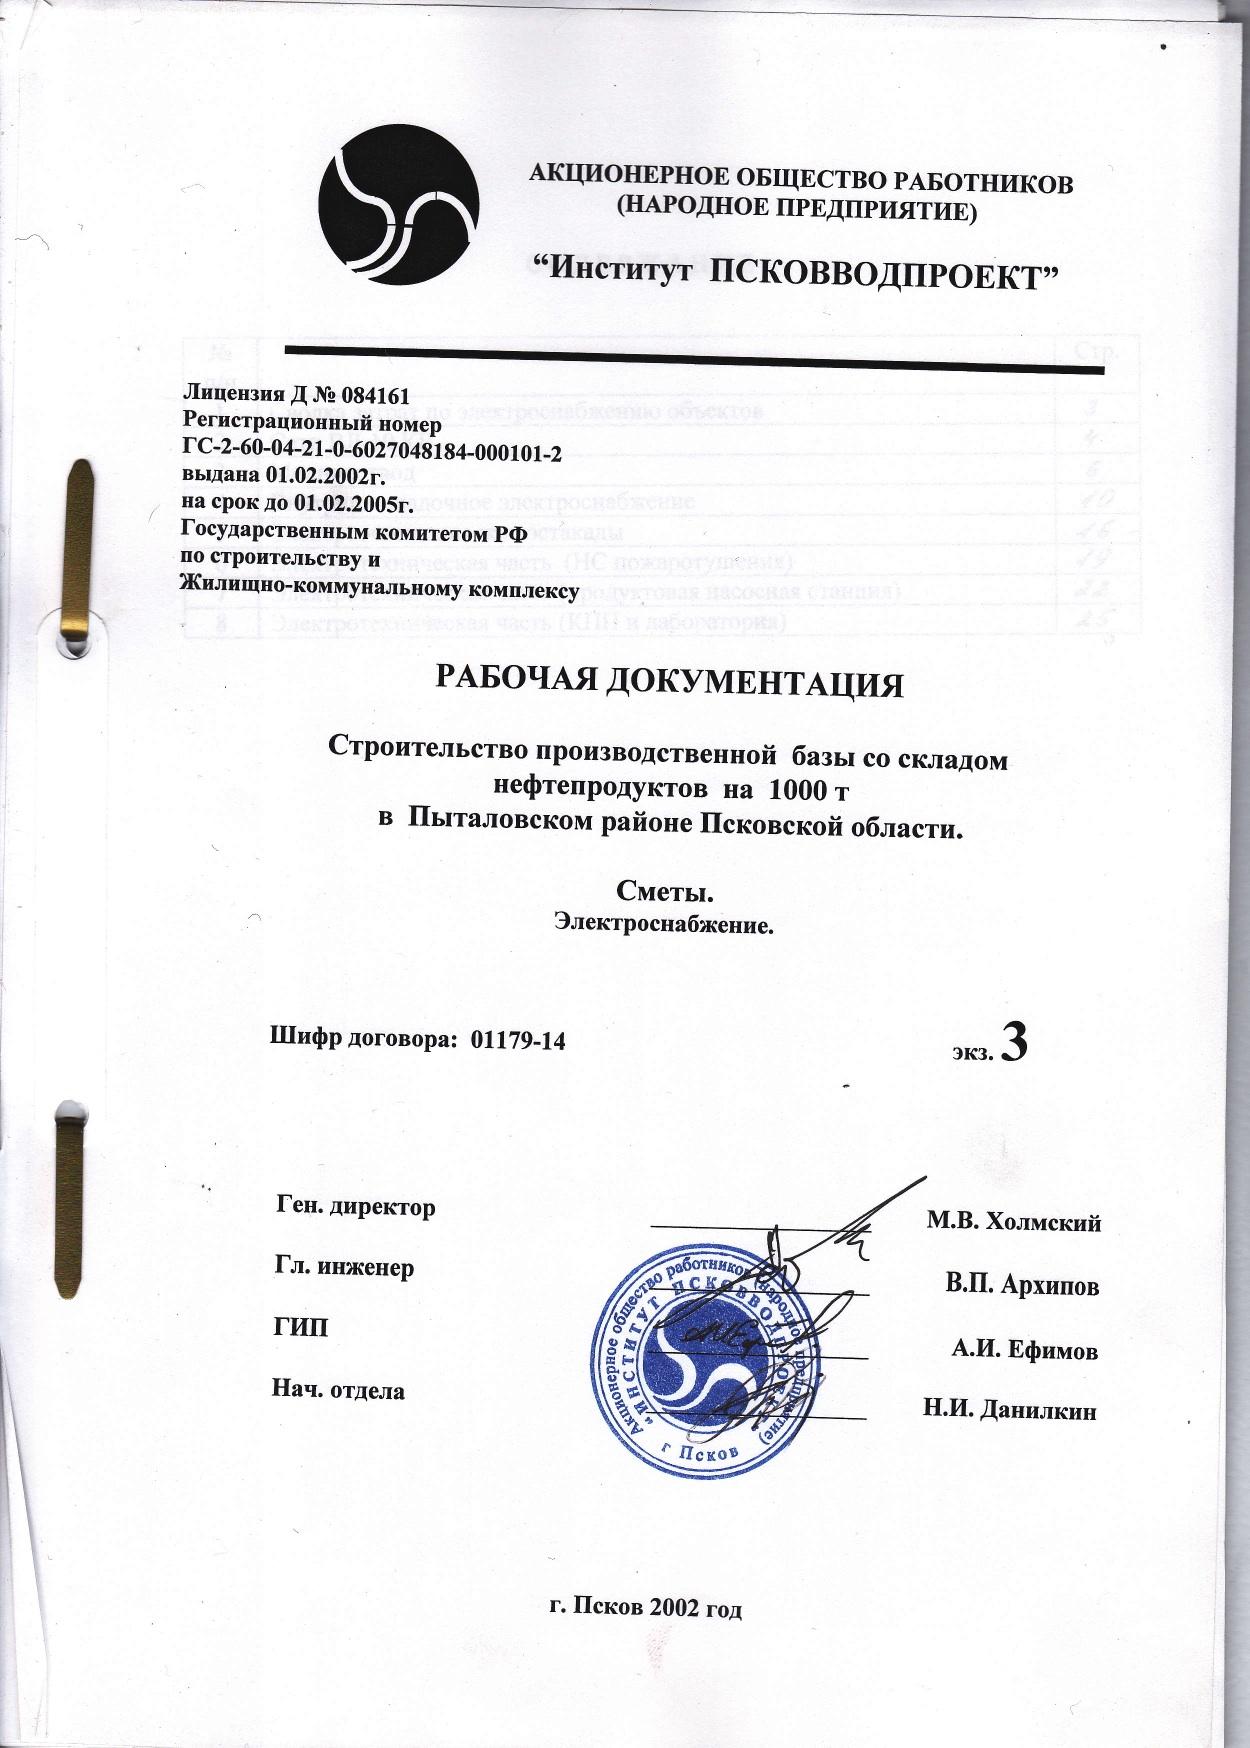 АКЦИОНЕРНОЕ ОБЩЕСТВО РАБОТНИКОВ
(НАРОДНОЕ ПРЕДПРИЯТИЕ)
“Институт ПСКОВВОДПРОЕКТ”
Лицензия Д № 084161
Регистрационный номер
ГС-2-60-04-21-0-6027048184-000101-2
выдана 01.02.2002г.
на срок до 01.02.2005г.
Государственным комитетом РФ
по строительству и
Жилищно-коммунальному комплексу
РАБОЧАЯ ДОКУМЕНТАЦИЯ
Строительство производственной базы со складом
нефтепродуктов на 1000 т
в Пыталовском районе Псковской области.
Сметы.
Электроснабжение.
Шифр договора: 01179-14
экз. 3
Ген. директор
М.В. Холмский
Гл. инженер
В.П. Архипов
ГИП
А.И. Ефимов
Нач. отдела
Н.И. Данилкин
Акционерное общество работников (народное предприятие)
"ИНСТИТУТ ПСКОВВОДПРОЕКТ"
г Псков
г. Псков 2002 год